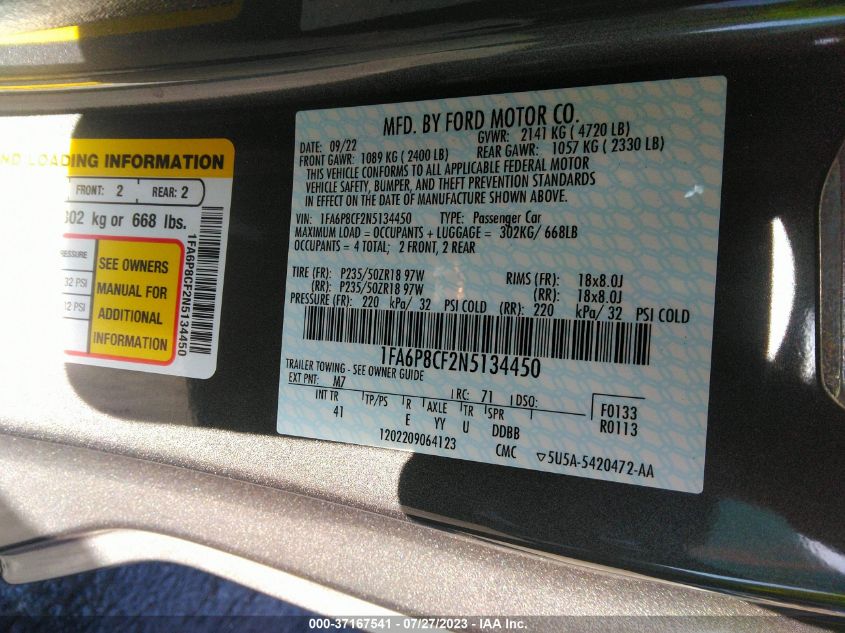 ND LOADING INFORMATION
FRONT: 2 REAR: 2
302 kg or 668 lbs.
PRESSURE
32 PSI
32 PSI
SEE OWNERS
MANUAL FOR
ADDITIONAL
INFORMATION
1FA6P8CF2N5134450
MFD. BY FORD MOTOR CO.
DATE: 09/22 GVWR: 2141 KG ( 4720 LB)
FRONT GAWR: 1089 KG ( 2400 LB) REAR GAWR: 1057 KG ( 2330 LB)
THIS VEHICLE CONFORMS TO ALL APPLICABLE FEDERAL MOTOR
VEHICLE SAFETY, BUMPER, AND THEFT PREVENTION STANDARDS
IN EFFECT ON THE DATE OF MANUFACTURE SHOWN ABOVE.
VIN: 1FA6P8CF2N5134450 TYPE: Passenger Car
MAXIMUM LOAD = OCCUPANTS + LUGGAGE = 302KG/ 668LB
OCCUPANTS = 4 TOTAL; 2 FRONT, 2 REAR
TIRE (FR): P235/50ZR18 97W RIMS (FR): 18x8.0J
(RR): P235/50ZR18 97W (RR): 18x8.0J
PRESSURE (FR): 220 kPa/ 32 PSI COLD (RR): 220 kPa/ 32 PSI COLD
1FA6P8CF2N5134450
TRAILER TOWING - SEE OWNER GUIDE
EXT PNT: M7 RC: 71 DSO:
INT TR TP/PS R AXLE TR SPR F0133
41 E YY U DDBB R0113
1202209064123 CMC ▽5U5A-5420472-AA
000-37167541 / 07/27/2023 - IAA Inc.